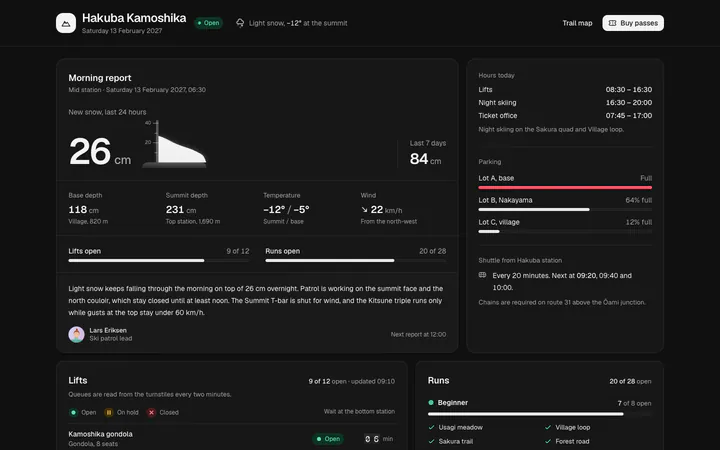 Hakuba Kamoshika
Open
Saturday 13 February 2027
Light snow, −12° at the summit
Trail map
Buy passes
Morning report
Mid station · Saturday 13 February 2027, 06:30
New snow, last 24 hours
26 cm
40
20
Last 7 days
84 cm
Base depth
118 cm
Village, 820 m
Summit depth
231 cm
Top station, 1,690 m
Temperature
−12° / −5°
Summit / base
Wind
↘ 22 km/h
From the north-west
Lifts open
9 of 12
Runs open
20 of 28
Light snow keeps falling through the morning on top of 26 cm overnight. Patrol is working on the summit face and the
north couloir, which stay closed until at least noon. The Summit T-bar is shut for wind, and the Kitsune triple runs only
while gusts at the top stay under 60 km/h.
Lars Eriksen
Ski patrol lead
Next report at 12:00
Hours today
Lifts 08:30 – 16:30
Night skiing 16:30 – 20:00
Ticket office 07:45 – 17:00
Night skiing on the Sakura quad and Village loop.
Parking
Lot A, base Full
Lot B, Nakayama 64% full
Lot C, village 12% full
Shuttle from Hakuba station
Every 20 minutes. Next at 09:20, 09:40 and
10:00.
Chains are required on route 31 above the Ōami junction.
Lifts
9 of 12 open · updated 09:10
Queues are read from the turnstiles every two minutes.
Open
On hold
Closed
Wait at the bottom station
Kamoshika gondola
Gondola, 8 seats
Open
06 min
Runs
20 of 28 open
Beginner
7 of 8 open
Usagi meadow
Village loop
Sakura trail
Forest road